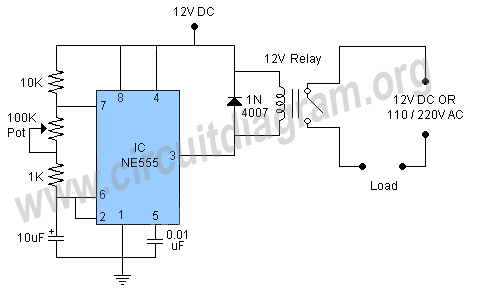 12V DC
12V Relay
10K
8
4
7
100K
Pot
1N
4007
12V DC OR
110 / 220V AC
IC
NE555
3
1K
6
2
1
5
Load
10uF
+
0.01
uF
www.circuitdiagram.org